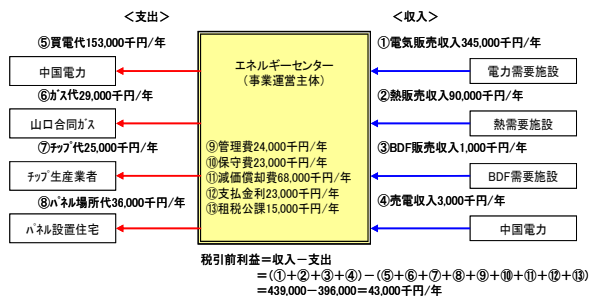 ＜支出＞
＜収入＞
⑤買電代153,000千円/年
中国電力
⑥ガス代29,000千円/年
山口合同ガス
⑦チップ代25,000千円/年
チップ生産業者
⑧パネル場所代36,000千円/年
パネル設置住宅
エネルギーセンター
（事業運営主体）
⑨管理費24,000千円/年
⑩保守費23,000千円/年
⑪減価償却費68,000千円/年
⑫支払金利23,000千円/年
⑬租税公課15,000千円/年
①電気販売収入345,000千円/年
電力需要施設
②熱販売収入90,000千円/年
熱需要施設
③BDF販売収入1,000千円/年
BDF需要施設
④売電収入3,000千円/年
中国電力
税引前利益＝収入－支出
＝(①＋②＋③＋④)－(⑤＋⑥＋⑦＋⑧＋⑨＋⑩＋⑪＋⑫＋⑬)
＝439,000－396,000＝43,000千円/年